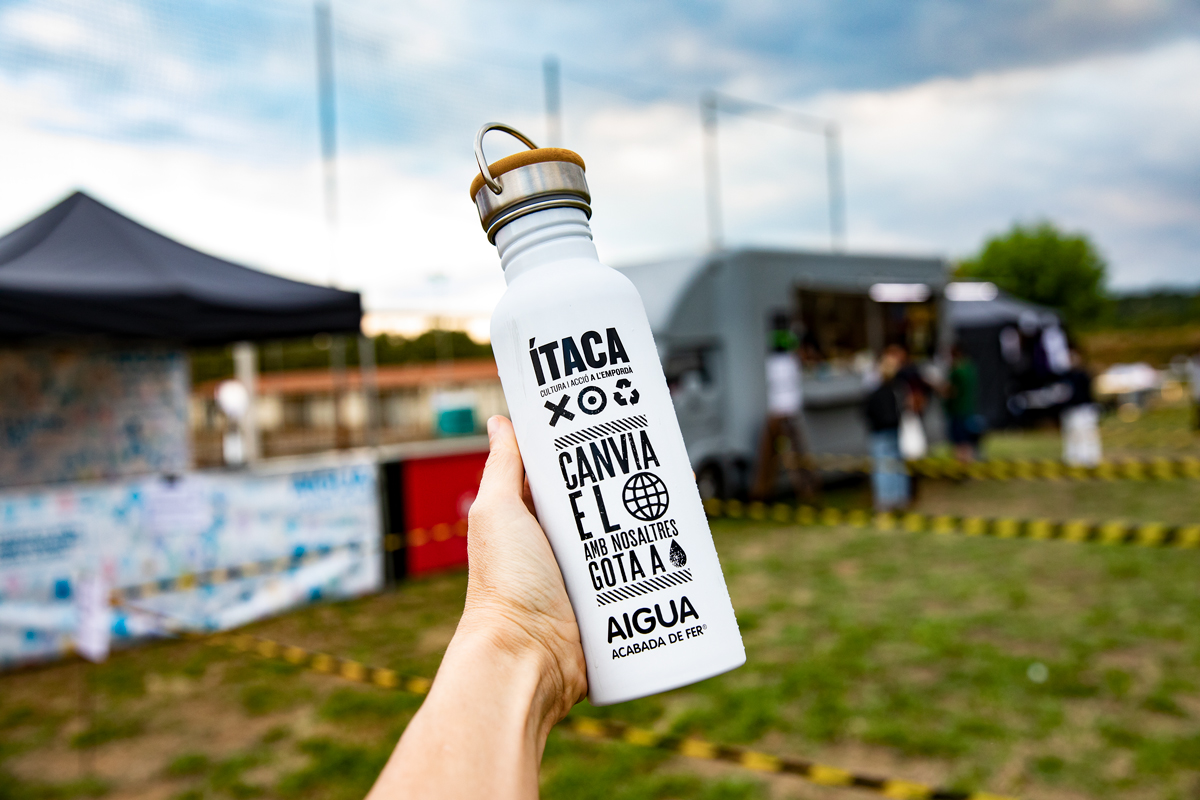 ÍTACA
CULTURA I ACCIÓ A L'EMPORDÀ
CANVIA
EL
AMB NOSALTRES
GOTA A
AIGUA
ACABADA DE FER®